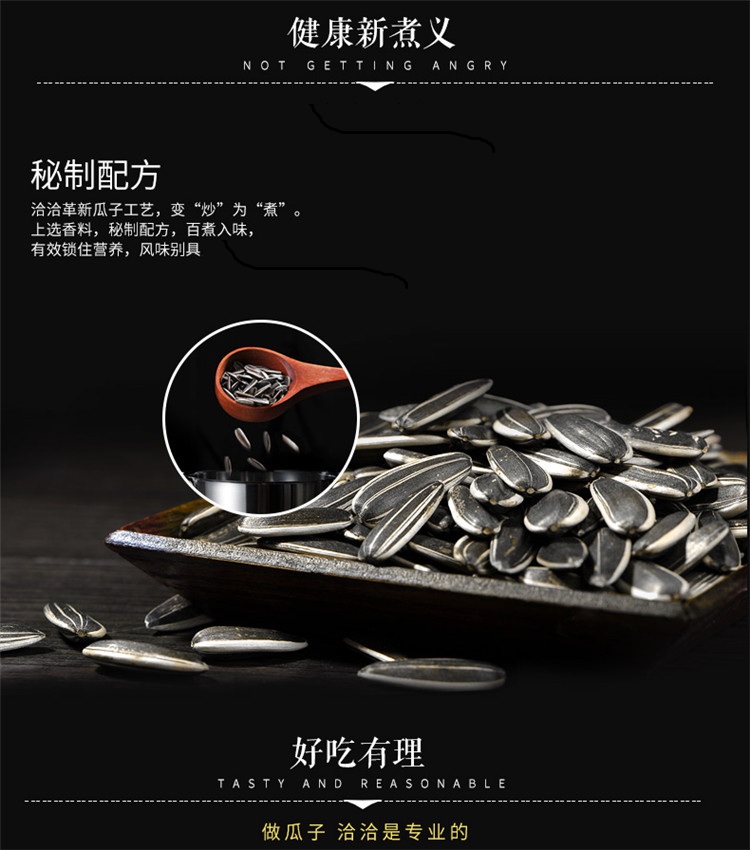 健康新煮义
NOT GETTING ANGRY
秘制配方
洽洽革新瓜子工艺，变“炒”为“煮”。
上选香料，秘制配方，百煮入味，
有效锁住营养，风味别具
好吃有理
TASTY AND REASONABLE
做瓜子 洽洽是专业的